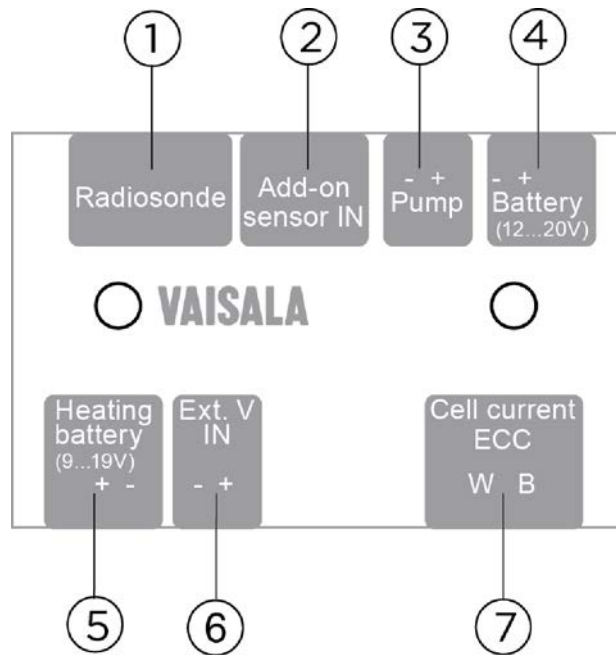 1 2 3 4
Radiosonde
Add-on
sensor IN
- +
Pump
- +
Battery
(12...20V)
VAISALA
Heating
battery
(9...19V)
+ -
Ext. V
IN
- +
Cell current
ECC
W B
5 6 7